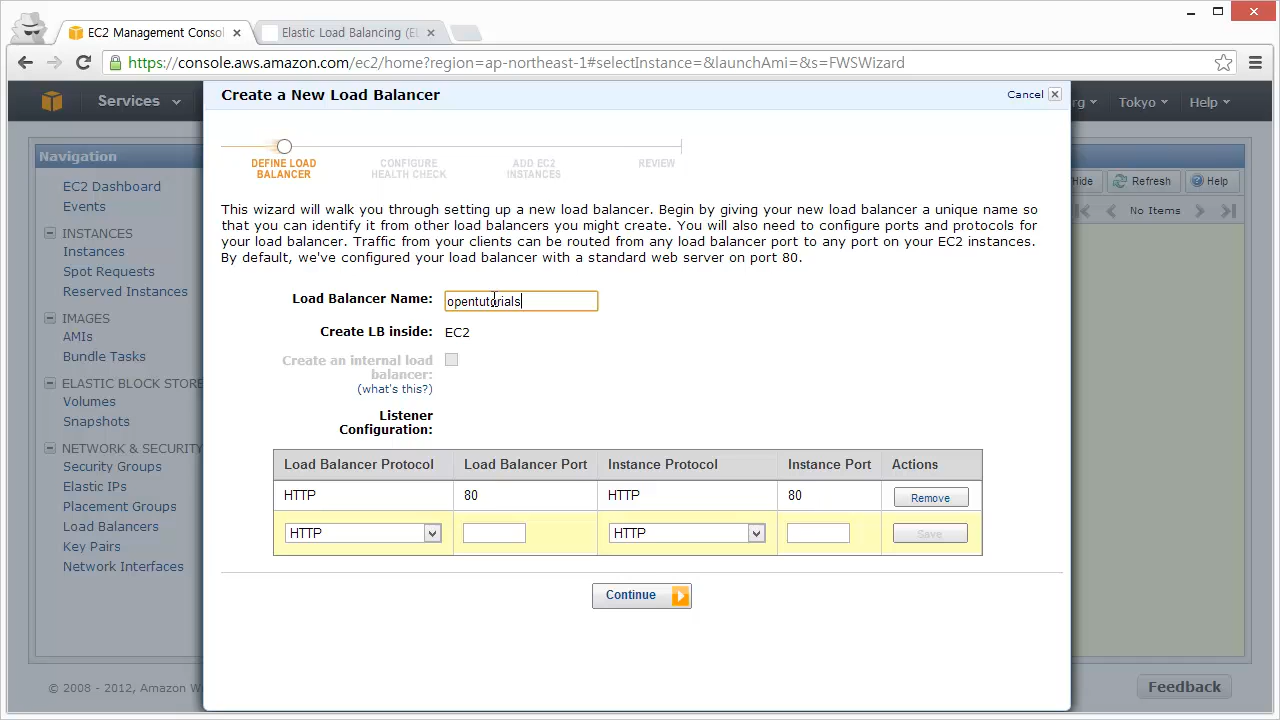 EC2 Management Consol
Elastic Load Balancing (EL
https://console.aws.amazon.com/ec2/home?region=ap-northeast-1#selectInstance=&launchAmi=&s=FWSWizard
Services
rg
Tokyo
Help
Create a New Load Balancer
Cancel
DEFINE LOAD
BALANCER
CONFIGURE
HEALTH CHECK
ADD EC2
INSTANCES
REVIEW
Navigation
EC2 Dashboard
Events
INSTANCES
Instances
Spot Requests
Reserved Instances
IMAGES
AMIs
Bundle Tasks
ELASTIC BLOCK STORE
Volumes
Snapshots
NETWORK & SECURITY
Security Groups
Elastic IPs
Placement Groups
Load Balancers
Key Pairs
Network Interfaces
Hide
Refresh
Help
No Items
This wizard will walk you through setting up a new load balancer. Begin by giving your new load balancer a unique name so
that you can identify it from other load balancers you might create. You will also need to configure ports and protocols for
your load balancer. Traffic from your clients can be routed from any load balancer port to any port on your EC2 instances.
By default, we've configured your load balancer with a standard web server on port 80.
Load Balancer Name: opentutorials
Create LB inside: EC2
Create an internal load
balancer:
(what's this?)
Listener
Configuration:
Load Balancer Protocol Load Balancer Port Instance Protocol Instance Port Actions
HTTP 80 HTTP 80 Remove
HTTP HTTP Save
Continue
© 2008 - 2012, Amazon W
Feedback